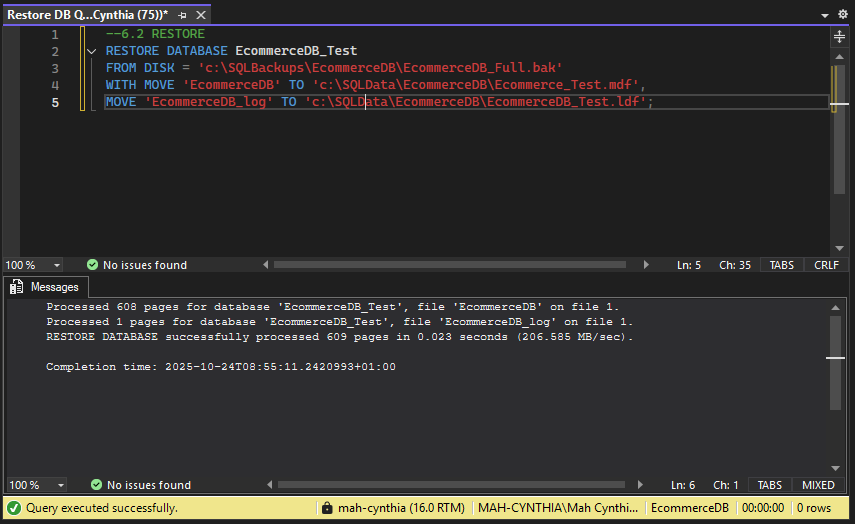 Restore DB Q...Cynthia (75))*
1 --6.2 RESTORE
2 RESTORE DATABASE EcommerceDB_Test
3 FROM DISK = 'c:\SQLBackups\EcommerceDB\EcommerceDB_Full.bak'
4 WITH MOVE 'EcommerceDB' TO 'c:\SQLData\EcommerceDB\Ecommerce_Test.mdf',
5 MOVE 'EcommerceDB_log' TO 'c:\SQLData\EcommerceDB\EcommerceDB_Test.ldf';
100 % No issues found Ln: 5 Ch: 35 TABS CRLF
Messages
Processed 608 pages for database 'EcommerceDB_Test', file 'EcommerceDB' on file 1.
Processed 1 pages for database 'EcommerceDB_Test', file 'EcommerceDB_log' on file 1.
RESTORE DATABASE successfully processed 609 pages in 0.023 seconds (206.585 MB/sec).
Completion time: 2025-10-24T08:55:11.2420993+01:00
100 % No issues found Ln: 6 Ch: 1 TABS MIXED
Query executed successfully. mah-cynthia (16.0 RTM) MAH-CYNTHIA\Mah Cynthi... EcommerceDB 00:00:00 0 rows